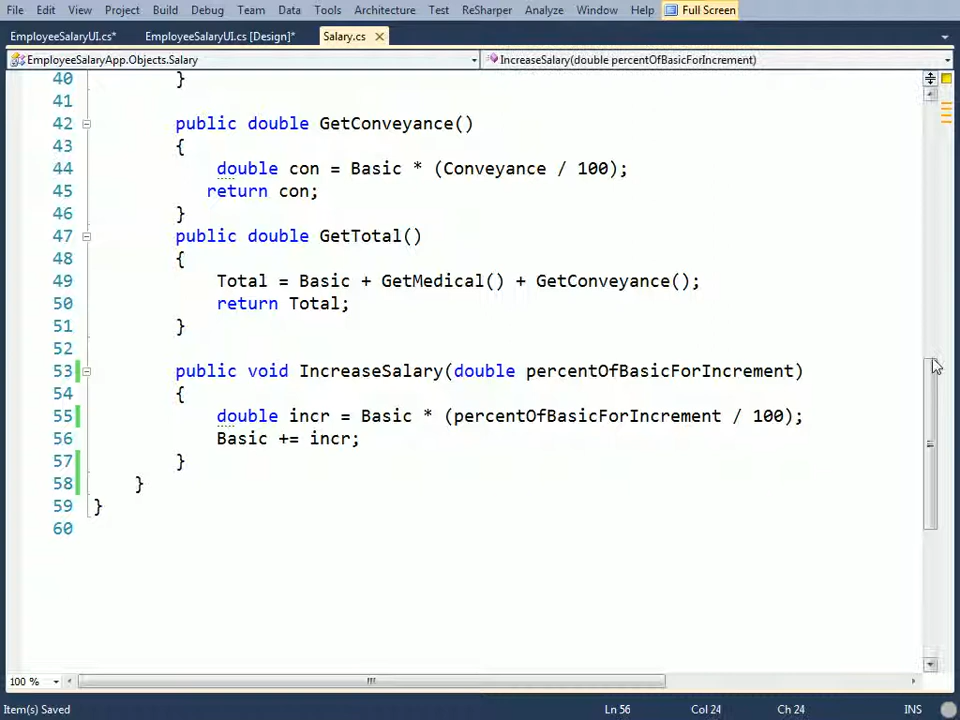 File Edit View Project Build Debug Team Data Tools Architecture Test ReSharper Analyze Window Help Full Screen
EmployeeSalaryUI.cs* EmployeeSalaryUI.cs [Design]* Salary.cs
EmployeeSalaryApp.Objects.Salary IncreaseSalary(double percentOfBasicForIncrement)
40 }
41
42 public double GetConveyance()
43 {
44 double con = Basic * (Conveyance / 100);
45 return con;
46 }
47 public double GetTotal()
48 {
49 Total = Basic + GetMedical() + GetConveyance();
50 return Total;
51 }
52
53 public void IncreaseSalary(double percentOfBasicForIncrement)
54 {
55 double incr = Basic * (percentOfBasicForIncrement / 100);
56 Basic += incr;
57 }
58 }
59 }
60
100 %
Item(s) Saved Ln 56 Col 24 Ch 24 INS